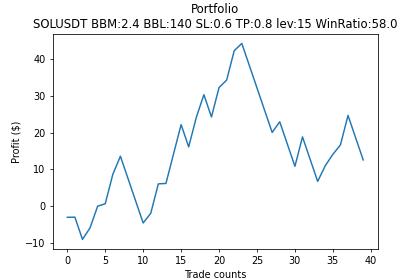 Portfolio
SOLUSDT BBM:2.4 BBL:140 SL:0.6 TP:0.8 lev:15 WinRatio:58.0
40
30
20
10
0
−10
Profit ($)
0 5 10 15 20 25 30 35 40
Trade counts